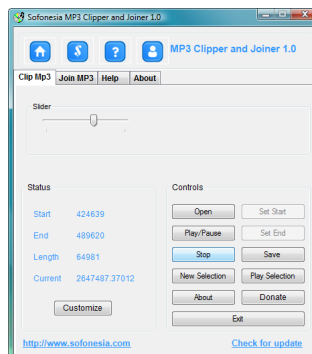 Sofonesia MP3 Clipper and Joiner 1.0
MP3 Clipper and Joiner 1.0
Clip Mp3 Join MP3 Help About
Slider
Status
Start 424639
End 489620
Length 64981
Current 2647487.37012
Customize
Controls
Open Set Start
Play/Pause Set End
Stop Save
New Selection Play Selection
About Donate
Exit
http://www.sofonesia.com Check for update